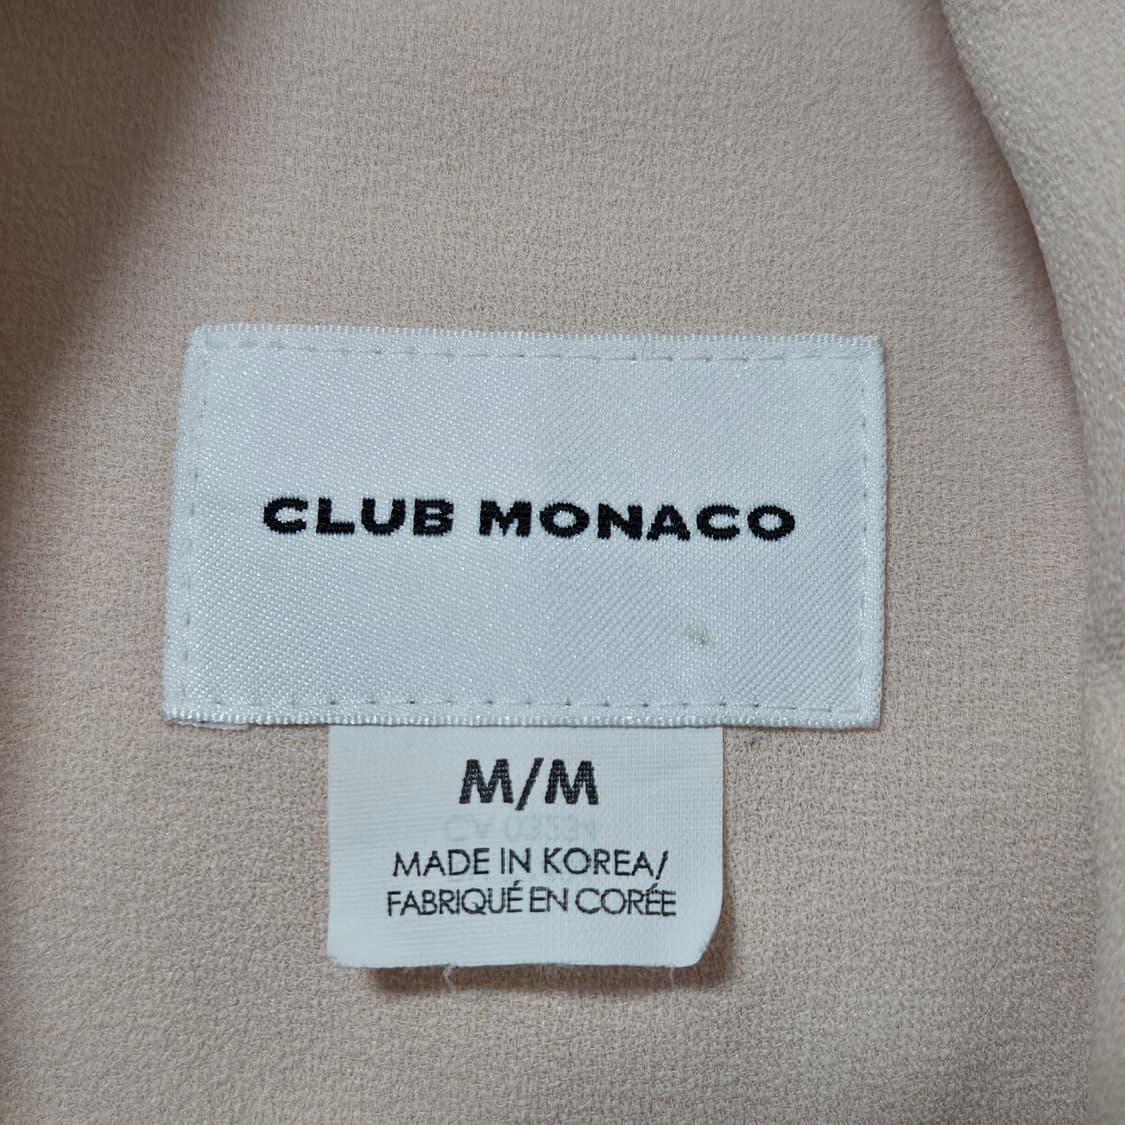 CLUB MONACO
M/M
MADE IN KOREA/
FABRIQUÉ EN CORÉE